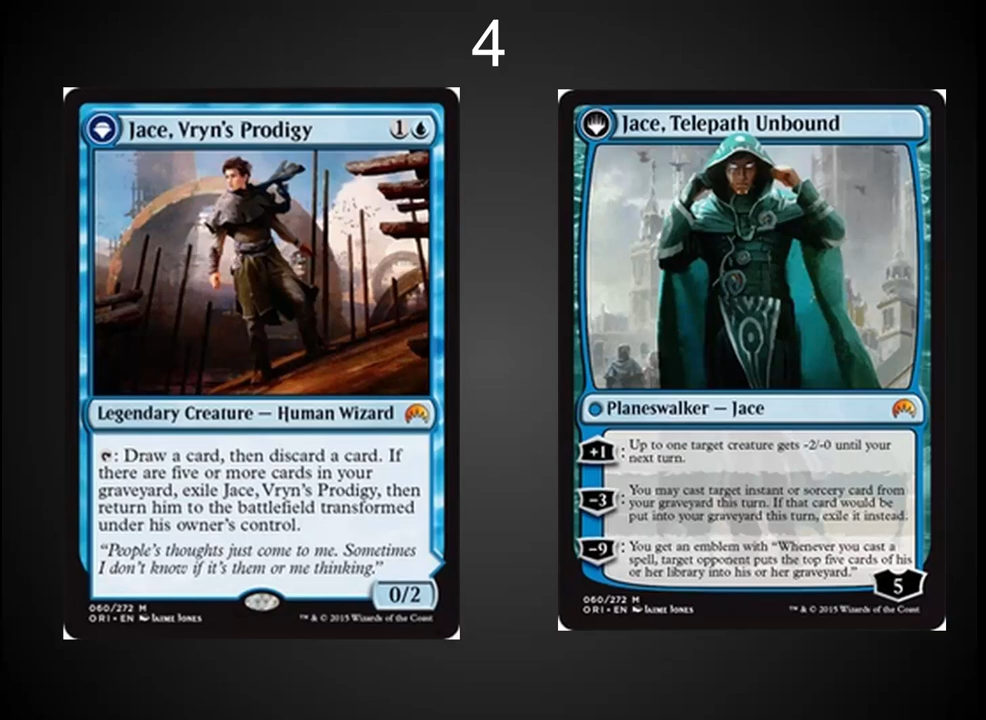 4
Jace, Vryn's Prodigy
1
Legendary Creature — Human Wizard
: Draw a card, then discard a card. If
there are five or more cards in your
graveyard, exile Jace, Vryn's Prodigy, then
return him to the battlefield transformed
under his owner's control.
"People's thoughts just come to me. Sometimes
I don't know if it's them or me thinking."
0/2
060/272 M
ORI • EN Jaime Jones
™ & © 2015 Wizards of the Coast
Jace, Telepath Unbound
Planeswalker — Jace
+1 : Up to one target creature gets -2/-0 until your
next turn.
-3 : You may cast target instant or sorcery card from
your graveyard this turn. If that card would be
put into your graveyard this turn, exile it instead.
-9 : You get an emblem with "Whenever you cast a
spell, target opponent puts the top five cards of his
or her library into his or her graveyard."
5
060/272 M
ORI • EN Jaime Jones
™ & © 2015 Wizards of the Coast